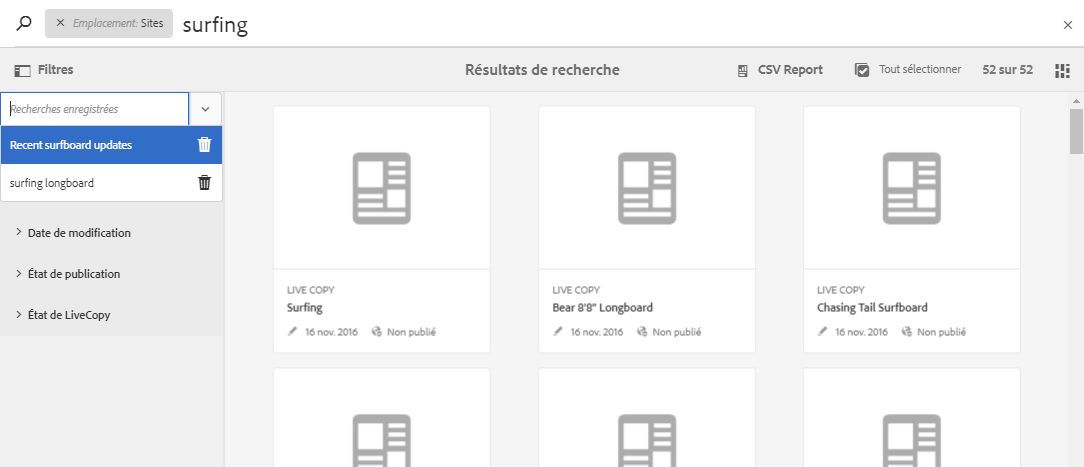 Emplacement: Sites surfing
Filtres
Résultats de recherche
CSV Report
Tout sélectionner
52 sur 52
Recherches enregistrées
Recent surfboard updates
surfing longboard
Date de modification
État de publication
État de LiveCopy
LIVE COPY
Surfing
16 nov. 2016 Non publié
LIVE COPY
Bear 8'8" Longboard
16 nov. 2016 Non publié
LIVE COPY
Chasing Tail Surfboard
16 nov. 2016 Non publié